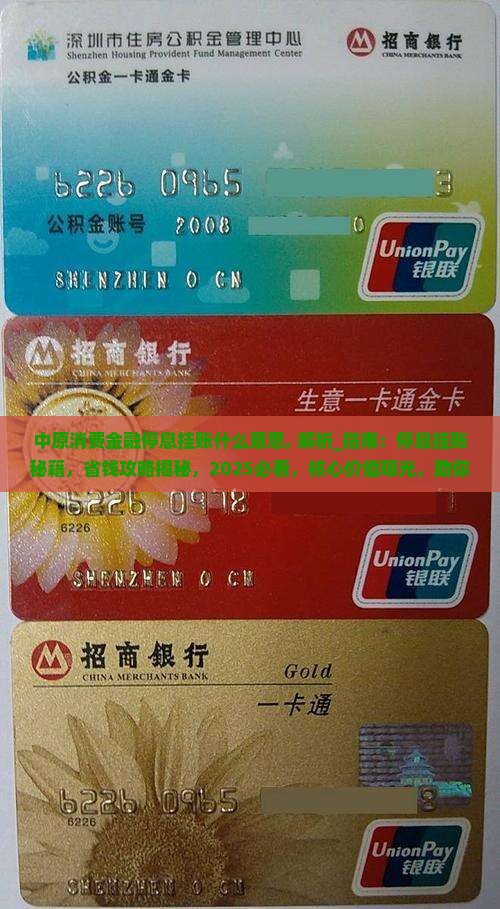 深圳市住房公积金管理中心
Shenzhen Housing Provident Fund Management Center
招商銀行
CHINA MERCHANTS BANK
公积金一卡通金卡
6226 0965 3
公积金账号 2008 0
SHENZHEN O CN
UnionPay
银联
招商銀行
CHINA MERCHANTS BANK
生意一卡通金卡
中原消费金融停息挂账什么意思, 解析_指南：停息挂账
秘籍，省钱攻略揭秘，2025必看，核心价值曝光，助你
6226 0978 1
6226
SHENZHEN O CN
UnionPay
银联
招商銀行
CHINA MERCHANTS BANK
Gold
一卡通
6226 0965 8
6226
SHENZHEN O CN
UnionPay
银联